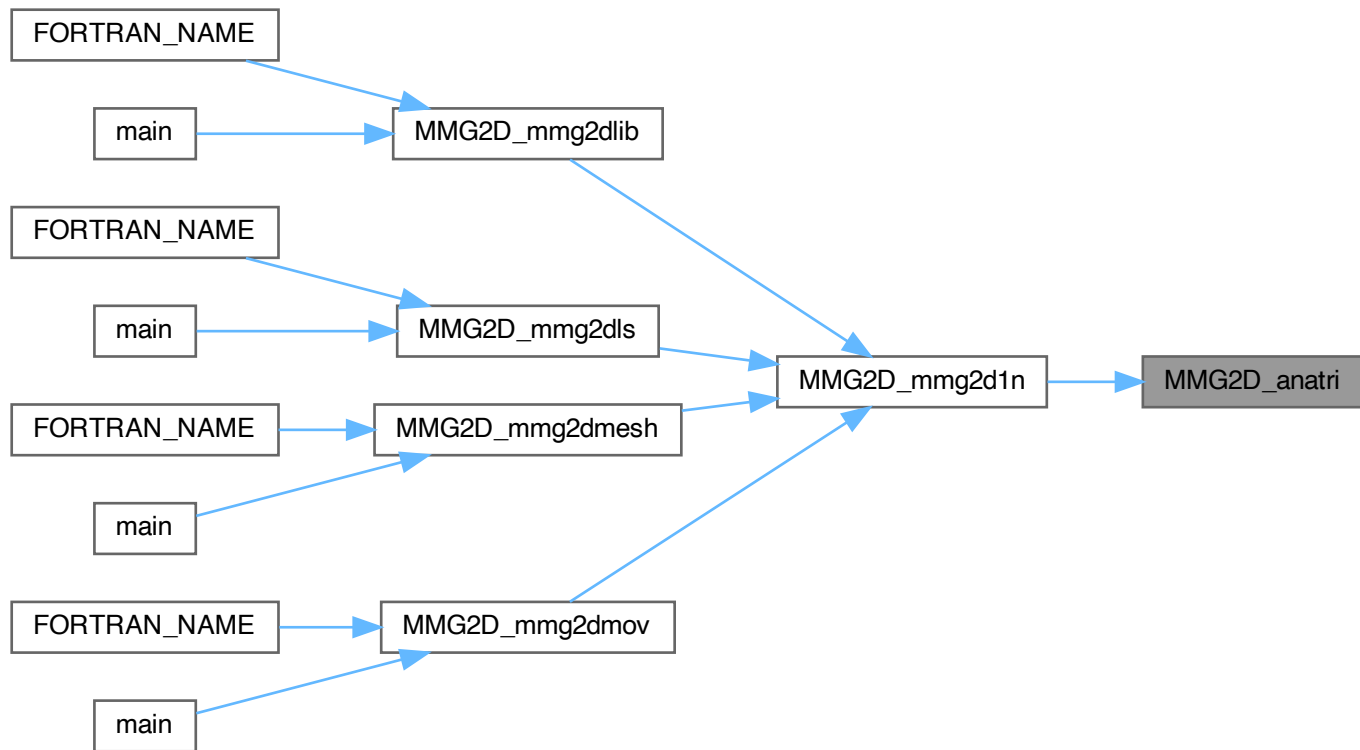 FORTRAN_NAME
main
MMG2D_mmg2dlib
FORTRAN_NAME
main
MMG2D_mmg2dls
MMG2D_mmg2d1n
MMG2D_anatri
FORTRAN_NAME
MMG2D_mmg2dmesh
main
FORTRAN_NAME
MMG2D_mmg2dmov
main